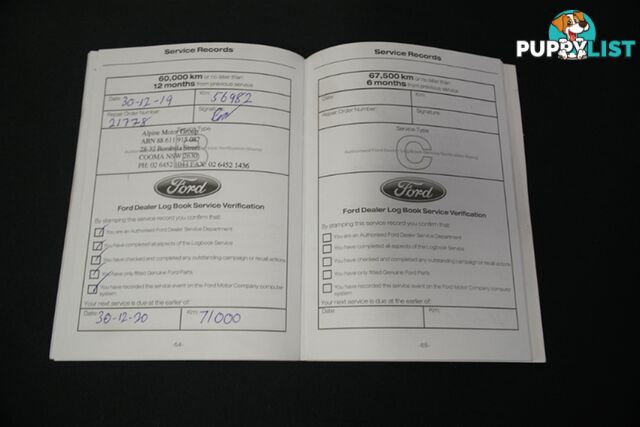 PUPPYLIST
Service Records
60,000 km or no later than
12 months from previous service
Date: 30-12-19 Km: 56982
Repair Order Number: 21728 Signature:
Service Type
B
Alpine Motor Group
ABN 88 611 915 087
28-32 Bombala Street
COOMA NSW 2630
PH: 02 6452 1044 FAX: 02 6452 1436
Ford
Ford Dealer Log Book Service Verification
By stamping this service record you confirm that:
You are an Authorised Ford Service Department
You have completed all aspects of the Logbook Service
You have checked and completed any outstanding campaign or recall actions
You have only fitted Genuine Ford Parts
You have recorded this service event on the Ford Motor Company computer
system
Your next service is due at the earlier of:
Date: 30-12-20 Km: 71000
-64-
Service Records
67,500 km or no later than
6 months from previous service
Date: Km:
Repair Order Number: Signature:
Service Type
C
Authorised Ford Dealer Service Verification Stamp
Ford
Ford Dealer Log Book Service Verification
By stamping this service record you confirm that:
You are an Authorised Ford Dealer Service Department
You have completed all aspects of the Logbook Service
You have checked and completed any outstanding campaign or recall actions
You have only fitted Genuine Ford Parts
You have recorded this service event on the Ford Motor Company computer
system
Your next service is due at the earlier of:
Date: Km:
-65-